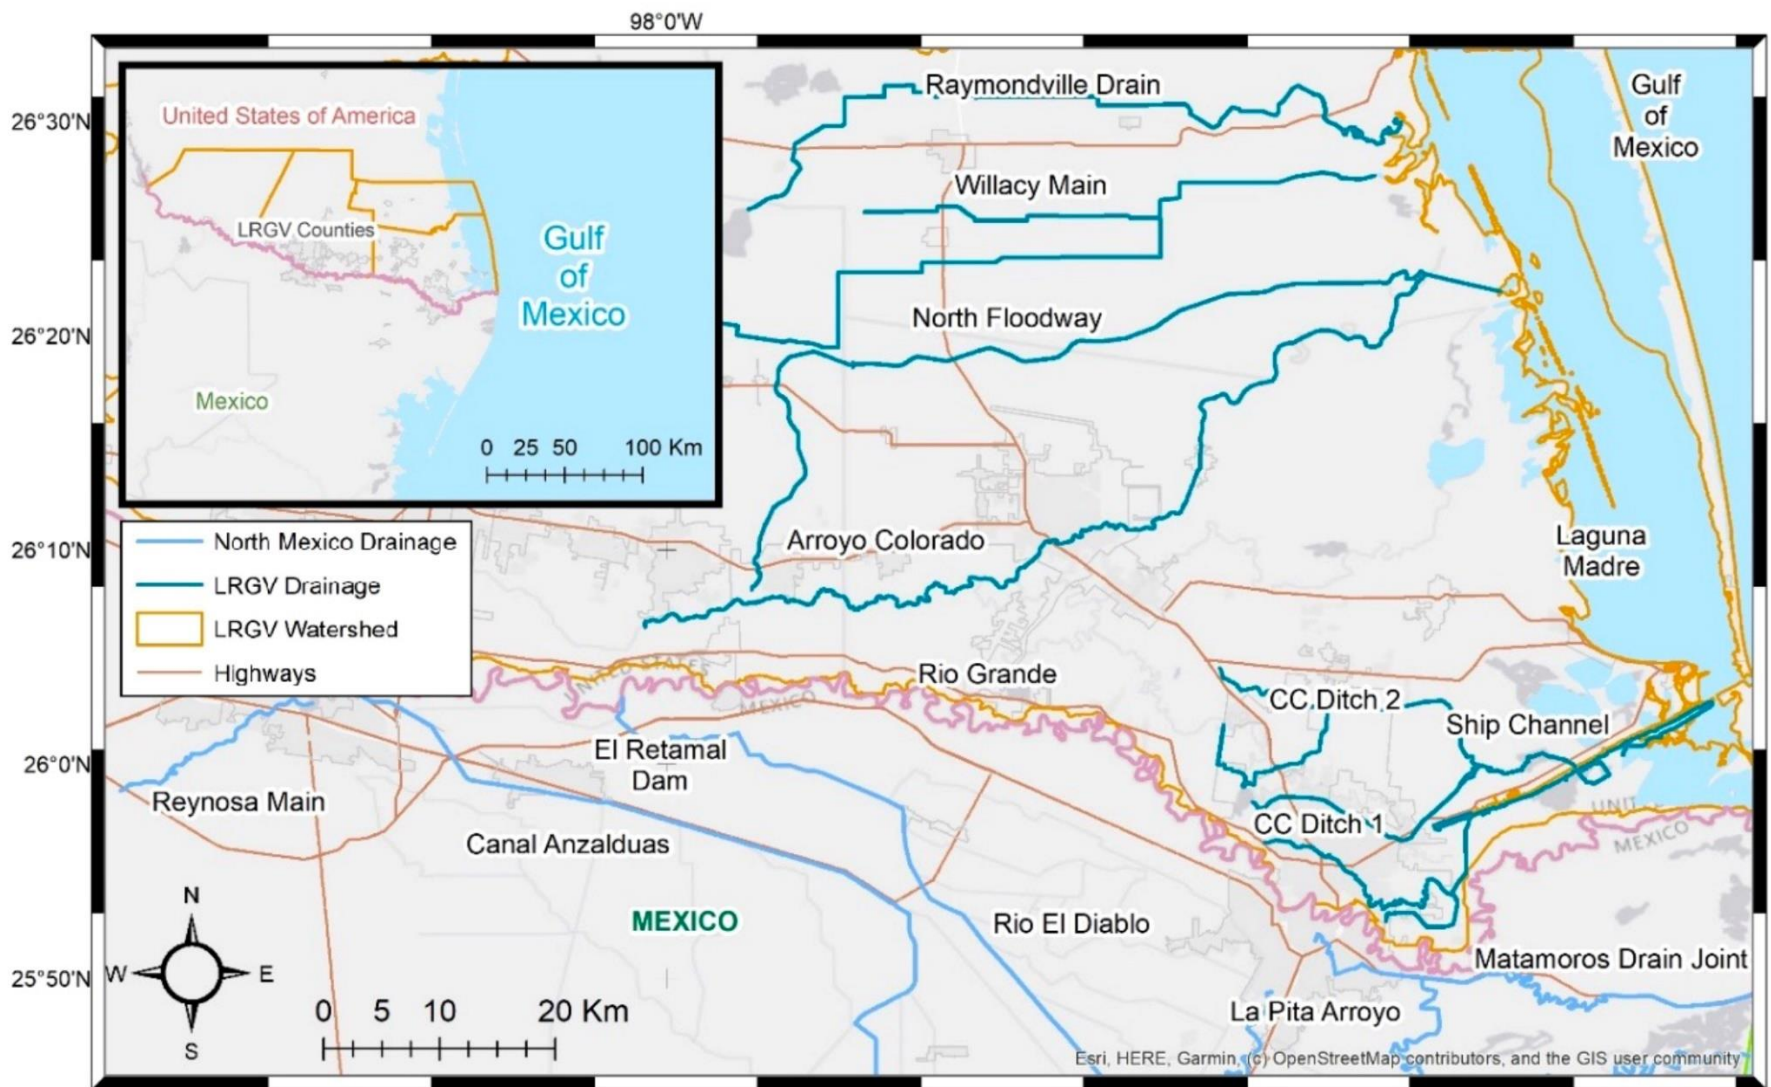 98°0'W
26°30'N
26°20'N
26°10'N
26°0'N
25°50'N
United States of America
LRGV Counties
Gulf
of
Mexico
Mexico
0 25 50 100 Km
North Mexico Drainage
LRGV Drainage
LRGV Watershed
Highways
Raymondville Drain
Gulf
of
Mexico
Willacy Main
North Floodway
Arroyo Colorado
Laguna
Madre
Rio Grande
UNITED STATES
MEXICO
CC Ditch 2
Ship Channel
El Retamal
Dam
Reynosa Main
Canal Anzalduas
CC Ditch 1
MEXICO
MEXICO
Rio El Diablo
Matamoros Drain Joint
La Pita Arroyo
N
W E
S
0 5 10 20 Km
Esri, HERE, Garmin, (c) OpenStreetMap contributors, and the GIS user community